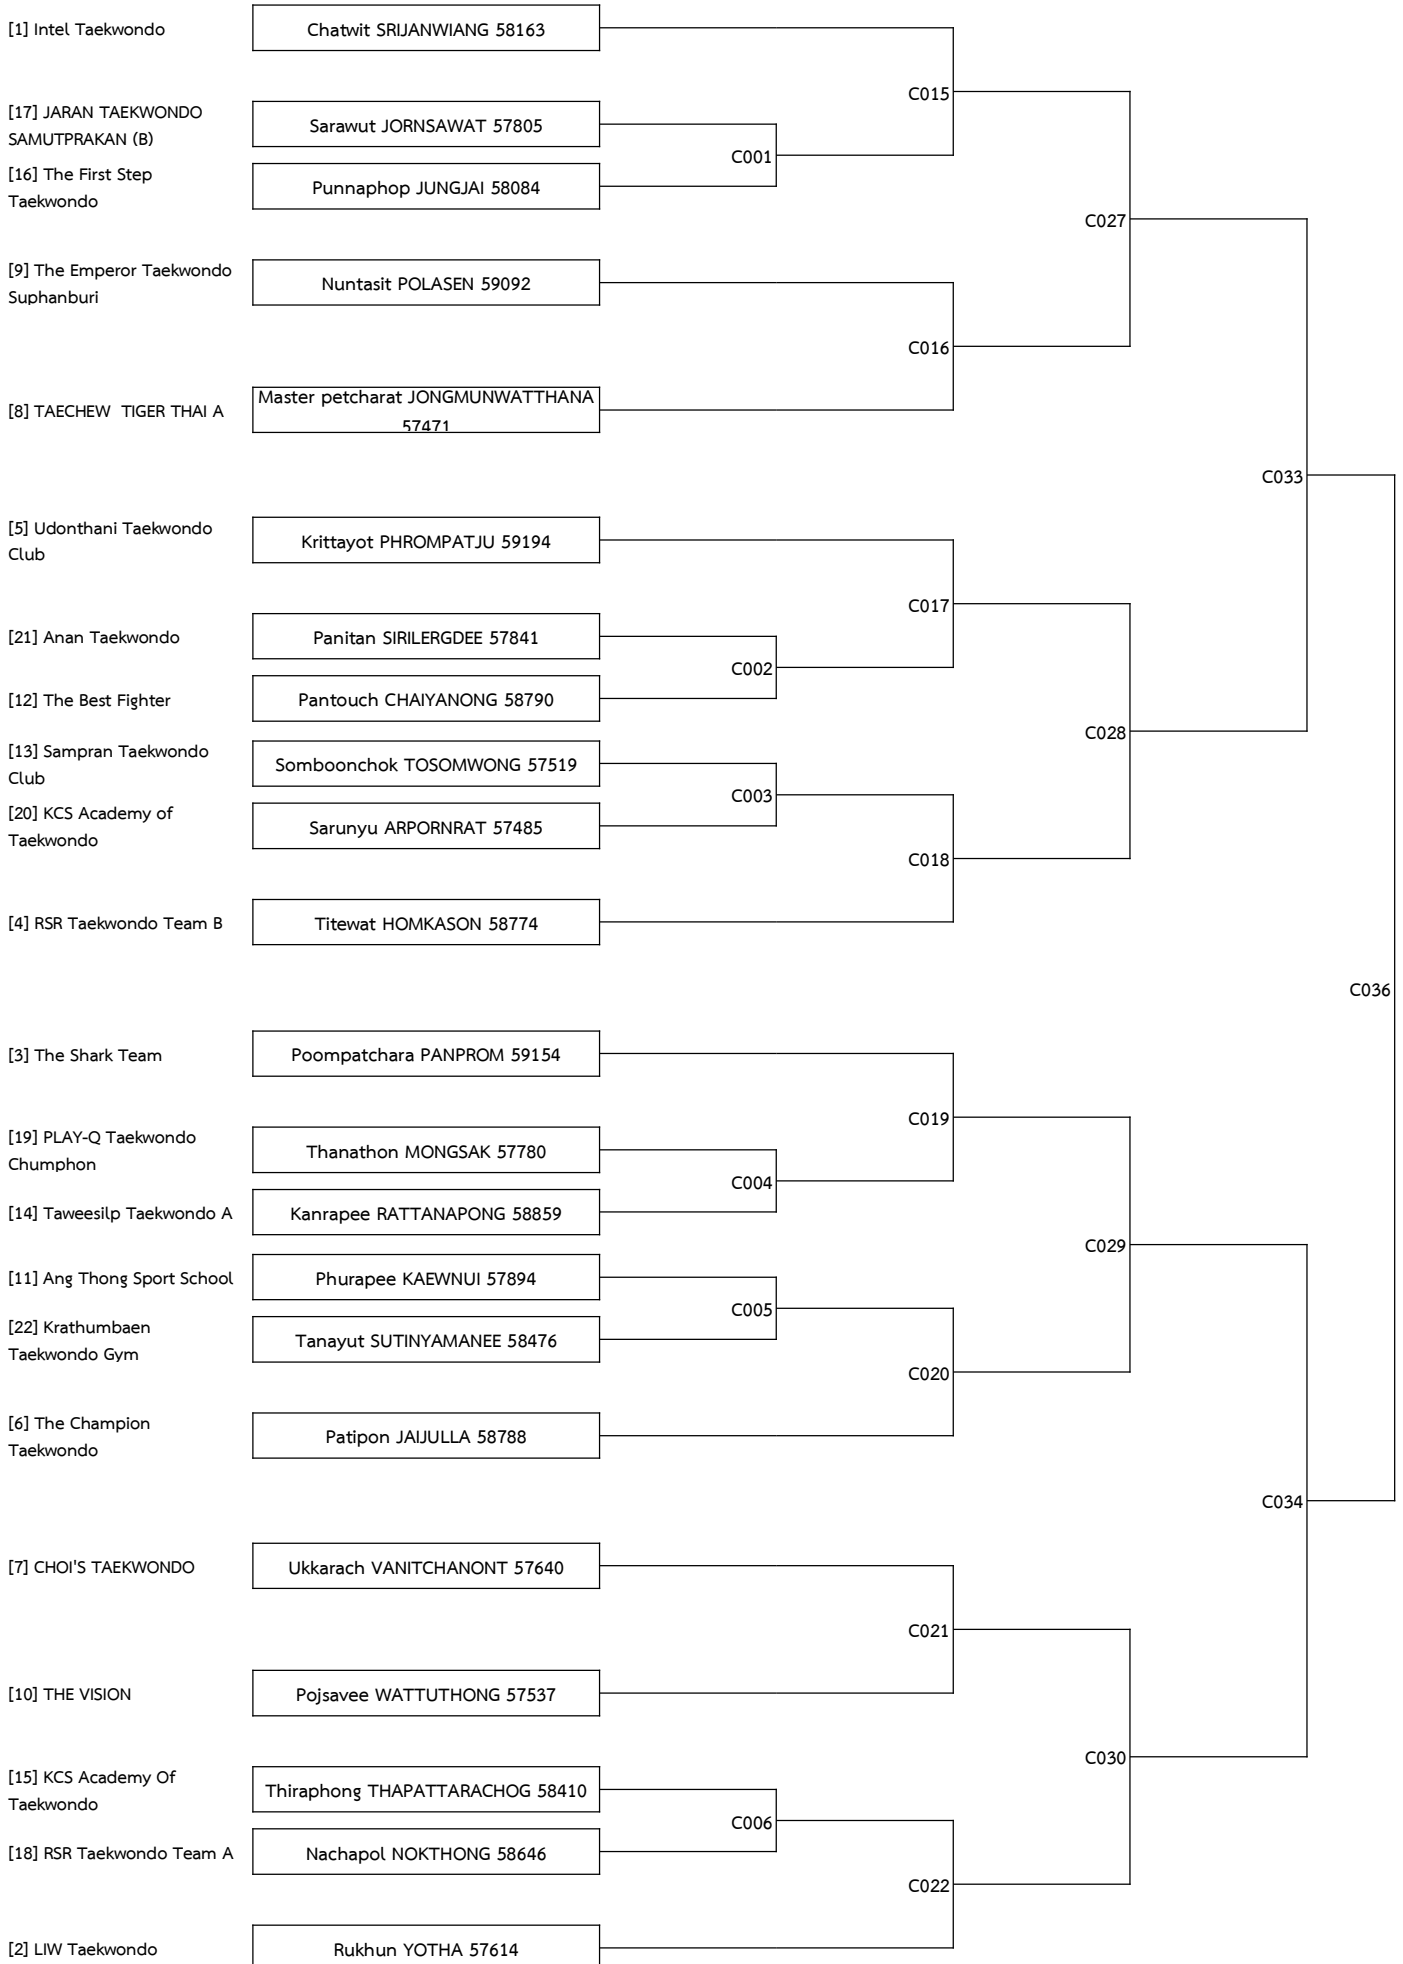 [1] Intel Taekwondo
Chatwit SRIJANWIANG 58163
C015
[17] JARAN TAEKWONDO
SAMUTPRAKAN (B)
Sarawut JORNSAWAT 57805
C001
[16] The First Step
Taekwondo
Punnaphop JUNGJAI 58084
C027
[9] The Emperor Taekwondo
Suphanburi
Nuntasit POLASEN 59092
C016
[8] TAECHEW  TIGER THAI A
Master petcharat JONGMUNWATTHANA
57471
C033
[5] Udonthani Taekwondo
Club
Krittayot PHROMPATJU 59194
C017
[21] Anan Taekwondo
Panitan SIRILERGDEE 57841
C002
[12] The Best Fighter
Pantouch CHAIYANONG 58790
C028
[13] Sampran Taekwondo
Club
Somboonchok TOSOMWONG 57519
C003
[20] KCS Academy of
Taekwondo
Sarunyu ARPORNRAT 57485
C018
[4] RSR Taekwondo Team B
Titewat HOMKASON 58774
C036
[3] The Shark Team
Poompatchara PANPROM 59154
C019
[19] PLAY-Q Taekwondo
Chumphon
Thanathon MONGSAK 57780
C004
[14] Taweesilp Taekwondo A
Kanrapee RATTANAPONG 58859
C029
[11] Ang Thong Sport School
Phurapee KAEWNUI 57894
C005
[22] Krathumbaen
Taekwondo Gym
Tanayut SUTINYAMANEE 58476
C020
[6] The Champion
Taekwondo
Patipon JAIJULLA 58788
C034
[7] CHOI'S TAEKWONDO
Ukkarach VANITCHANONT 57640
C021
[10] THE VISION
Pojsavee WATTUTHONG 57537
C030
[15] KCS Academy Of
Taekwondo
Thiraphong THAPATTARACHOG 58410
C006
[18] RSR Taekwondo Team A
Nachapol NOKTHONG 58646
C022
[2] LIW Taekwondo
Rukhun YOTHA 57614